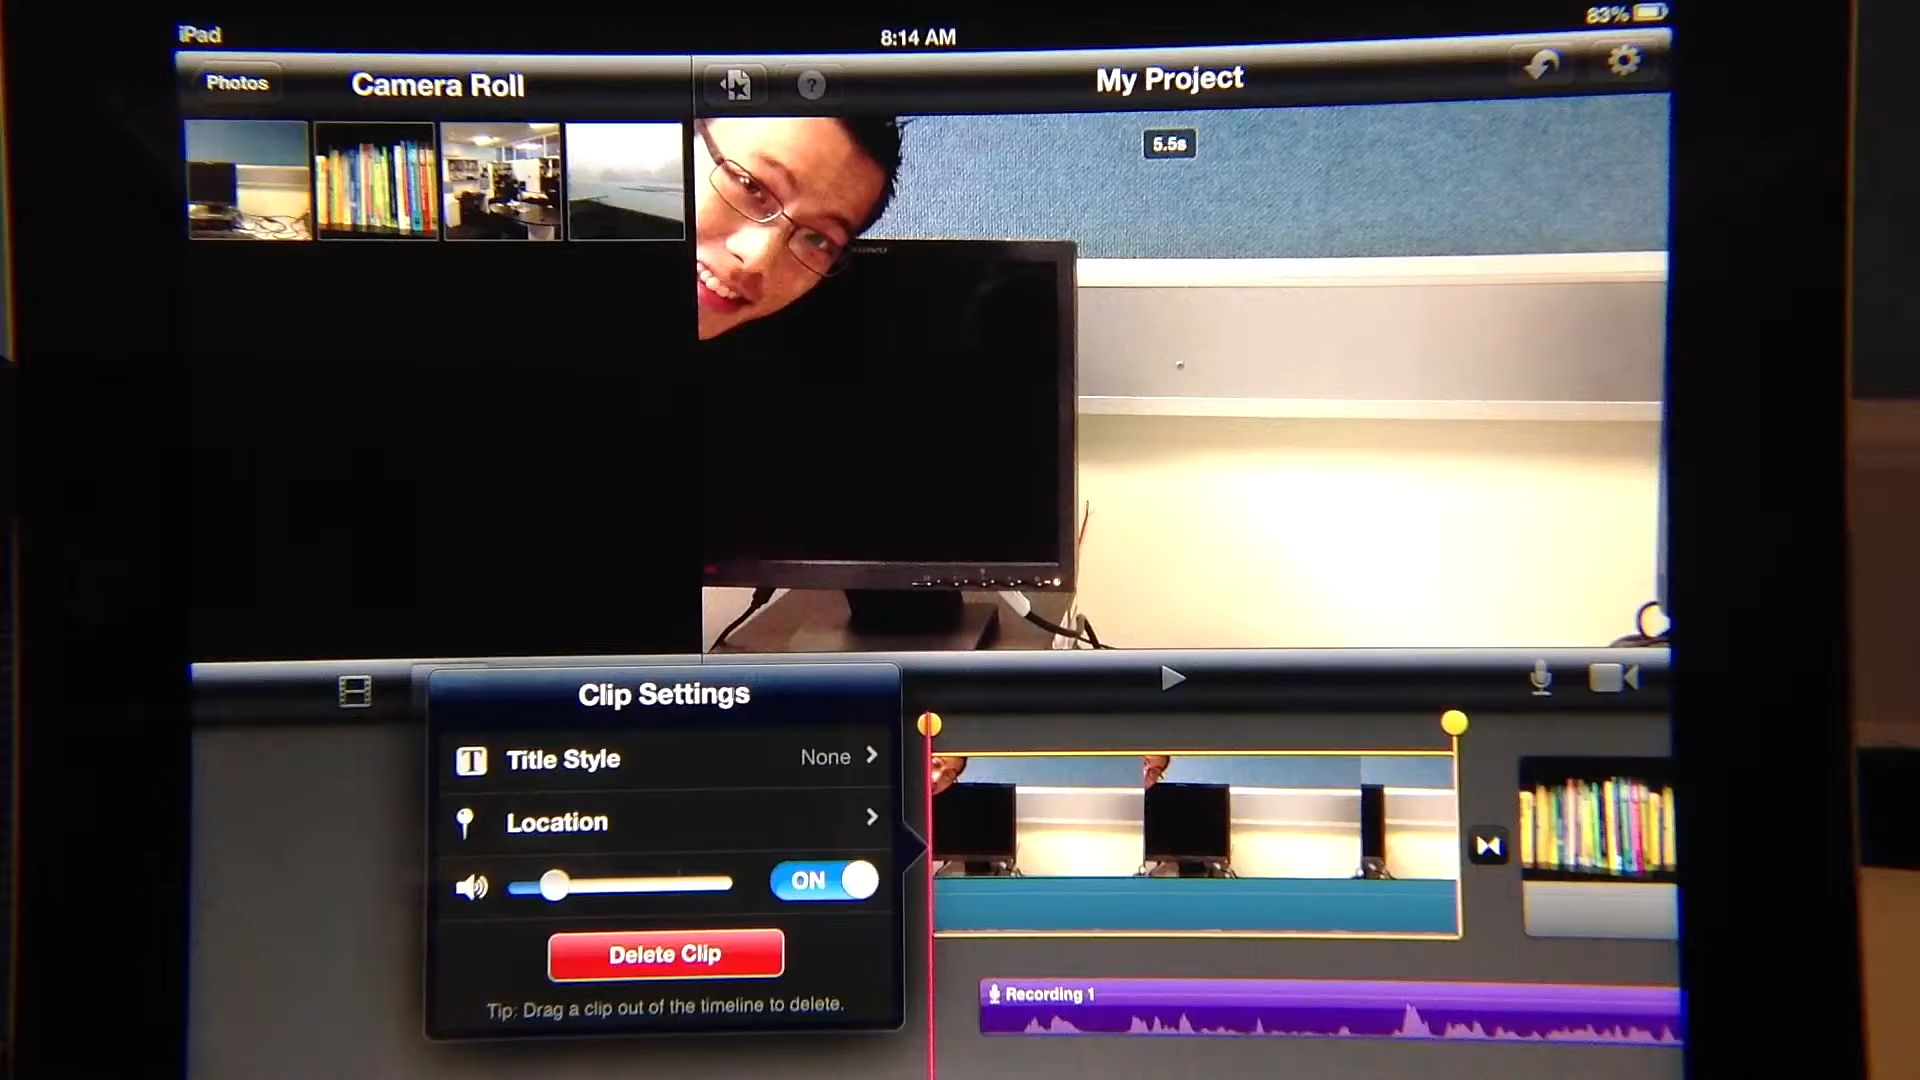 iPad
8:14 AM
83%
Photos
Camera Roll
?
My Project
5.5s
Clip Settings
T Title Style None
Location
ON
Delete Clip
Tip: Drag a clip out of the timeline to delete.
Recording 1